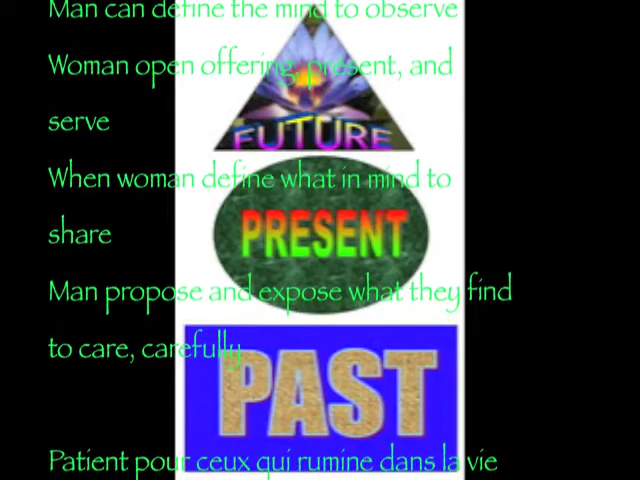 Man can define the mind to observe
Woman open offering, present, and
serve
FUTURE
When woman define what in mind to
share
PRESENT
Man propose and expose what they find
to care, carefully
PAST
Patient pour ceux qui rumine dans la vie